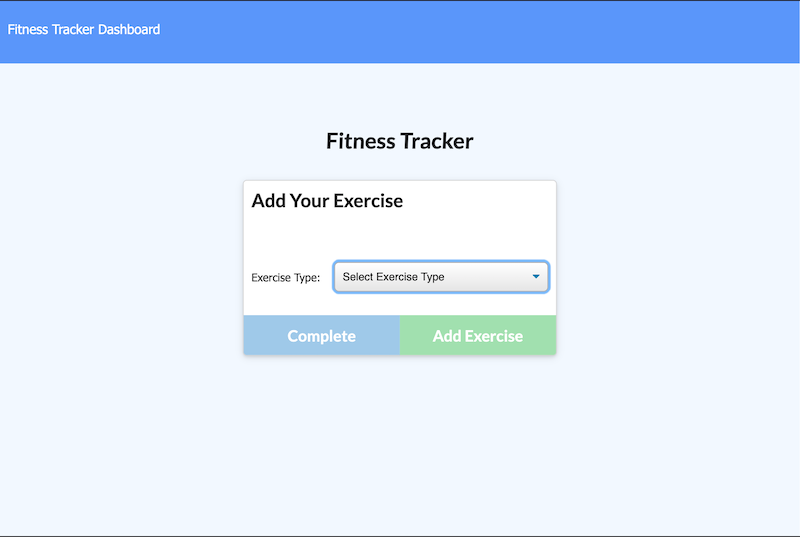 Fitness Tracker Dashboard
Fitness Tracker
Add Your Exercise
Exercise Type: Select Exercise Type
Complete Add Exercise